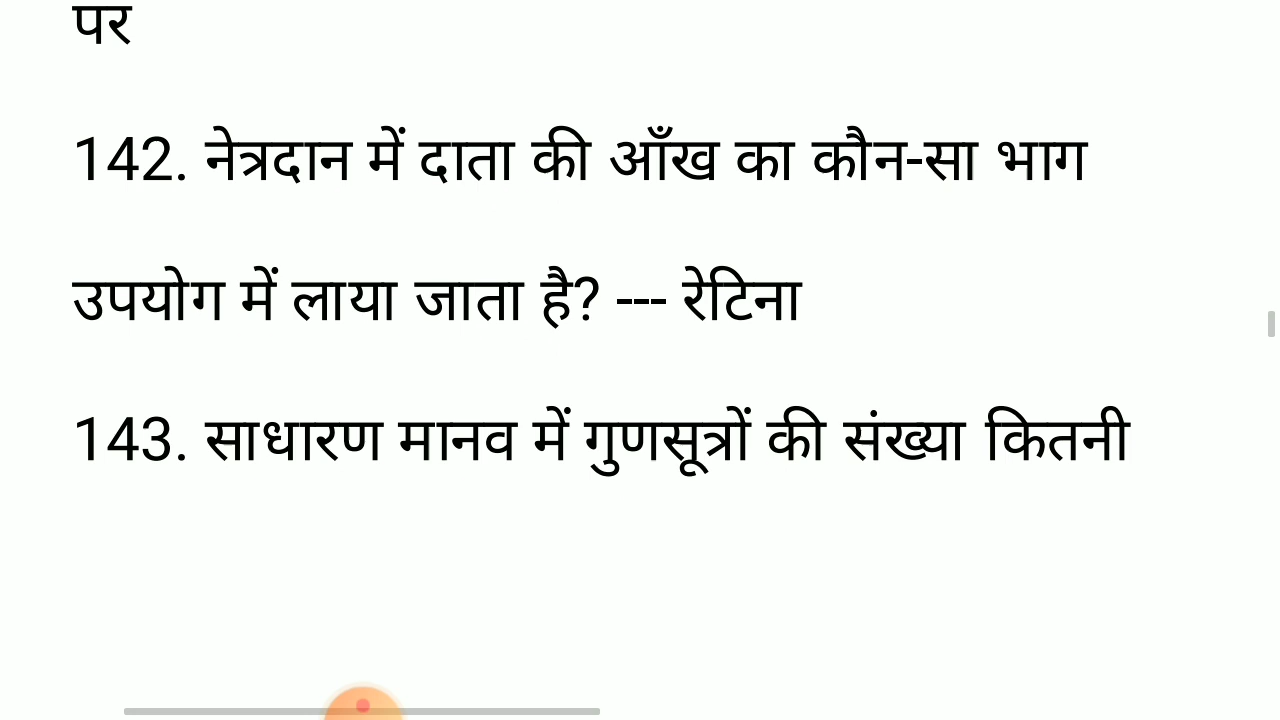 पर
142. नेत्रदान में दाता की आँख का कौन-सा भाग
उपयोग में लाया जाता है? --- रेटिना
143. साधारण मानव में गुणसूत्रों की संख्या कितनी